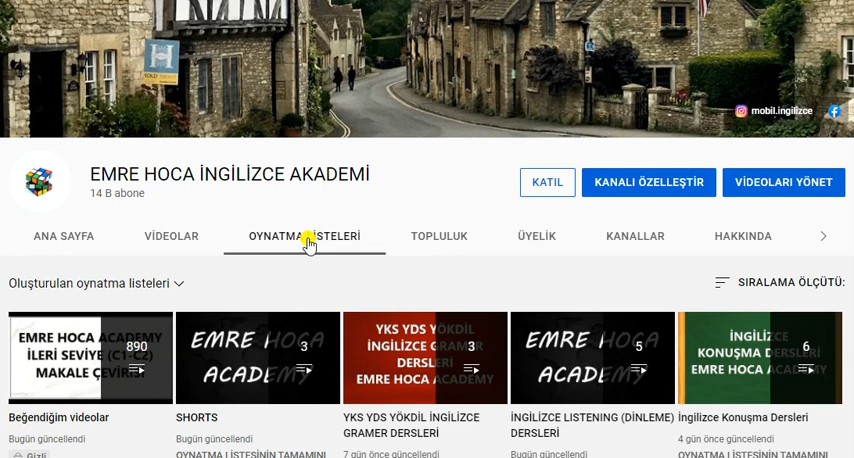 H
SOLD
mobil.ingilizce
EMRE HOCA İNGİLİZCE AKADEMİ
14 B abone
KATIL
KANALI ÖZELLEŞTİR
VİDEOLARI YÖNET
ANA SAYFA
VİDEOLAR
OYNATMA LİSTELERİ
TOPLULUK
ÜYELİK
KANALLAR
HAKKINDA
Oluşturulan oynatma listeleri
SIRALAMA ÖLÇÜTÜ:
EMRE HOCA ACADEMY
İLERİ SEVİYE (C1-C2)
MAKALE ÇEVİRİSİ
890
EMRE HOCA
ACADEMY
3
YKS YDS YÖKDİL
İNGİLİZCE GRAMER
DERSLERİ
EMRE HOCA ACADEMY
3
EMRE HOCA
ACADEMY
5
İNGİLİZCE
KONUŞMA DERSLERİ
EMRE HOCA ACADEMY
6
Beğendiğim videolar
Bugün güncellendi
Gizli
SHORTS
Bugün güncellendi
OYNATMA LİSTESİNİN TAMAMINI
YKS YDS YÖKDİL İNGİLİZCE
GRAMER DERSLERİ
7 gün önce güncellendi
İNGİLİZCE LISTENING (DİNLEME)
DERSLERİ
Bugün güncellendi
İngilizce Konuşma Dersleri
4 gün önce güncellendi
OYNATMA LİSTESİNİN TAMAMINI